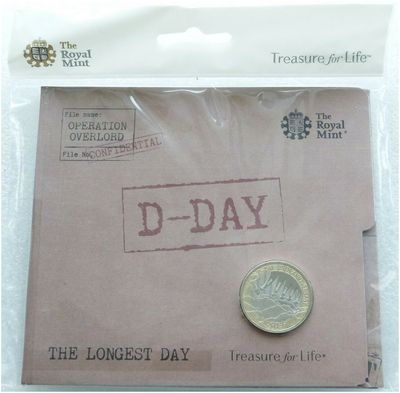 The
Royal
Mint
Treasure for Life™
File name:
OPERATION
OVERLORD
File No.
CONFIDENTIAL
The
Royal
Mint®
D-DAY
THE LONGEST DAY
Treasure for Life®